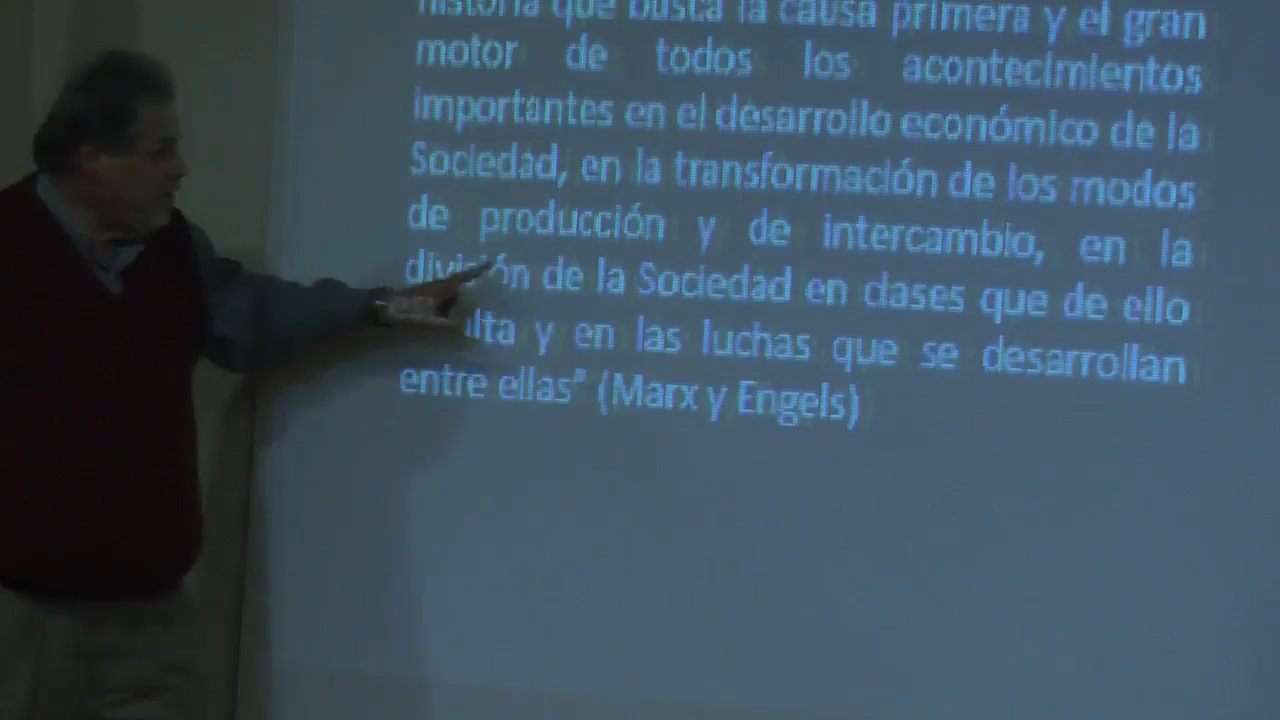 historia que busca la causa primera y el gran
motor de todos los acontecimientos
importantes en el desarrollo económico de la
Sociedad, en la transformación de los modos
de producción y de intercambio, en la
división de la Sociedad en clases que de ello
ulta y en las luchas que se desarrollan
entre ellas” (Marx y Engels)